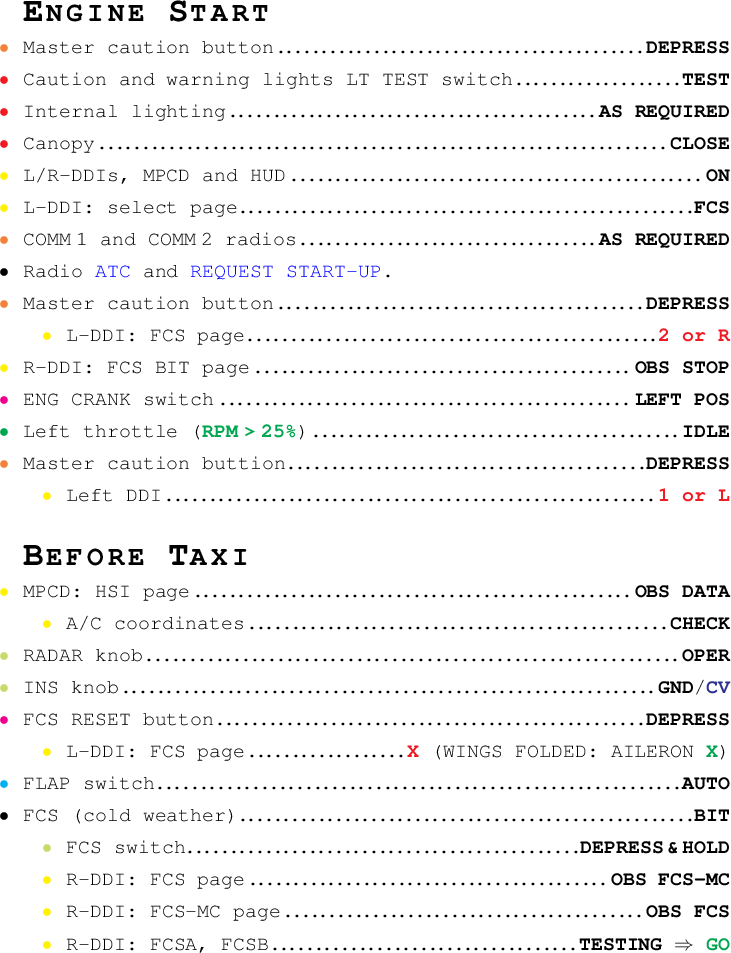 ENGINE START
• Master caution button........................................DEPRESS
• Caution and warning lights LT TEST switch...................TEST
• Internal lighting..........................................AS REQUIRED
• Canopy.................................................................CLOSE
• L/R-DDIs, MPCD and HUD...............................................ON
• L-DDI: select page....................................................FCS
• COMM 1 and COMM 2 radios..................................AS REQUIRED
• Radio ATC and REQUEST START-UP.
• Master caution button..........................................DEPRESS
• L-DDI: FCS page...............................................2 or R
• R-DDI: FCS BIT page...........................................OBS STOP
• ENG CRANK switch...............................................LEFT POS
• Left throttle (RPM > 25%)..........................................IDLE
• Master caution buttion.........................................DEPRESS
• Left DDI........................................................1 or L
BEFORE TAXI
• MPCD: HSI page..................................................OBS DATA
• A/C coordinates................................................CHECK
• RADAR knob.............................................................OPER
• INS knob.............................................................GND/CV
• FCS RESET button.................................................DEPRESS
• L-DDI: FCS page..................X (WINGS FOLDED: AILERON X)
• FLAP switch............................................................AUTO
• FCS (cold weather)....................................................BIT
• FCS switch.............................................DEPRESS & HOLD
• R-DDI: FCS page.........................................OBS FCS-MC
• R-DDI: FCS-MC page.........................................OBS FCS
• R-DDI: FCSA, FCSB...................................TESTING ⇒ GO